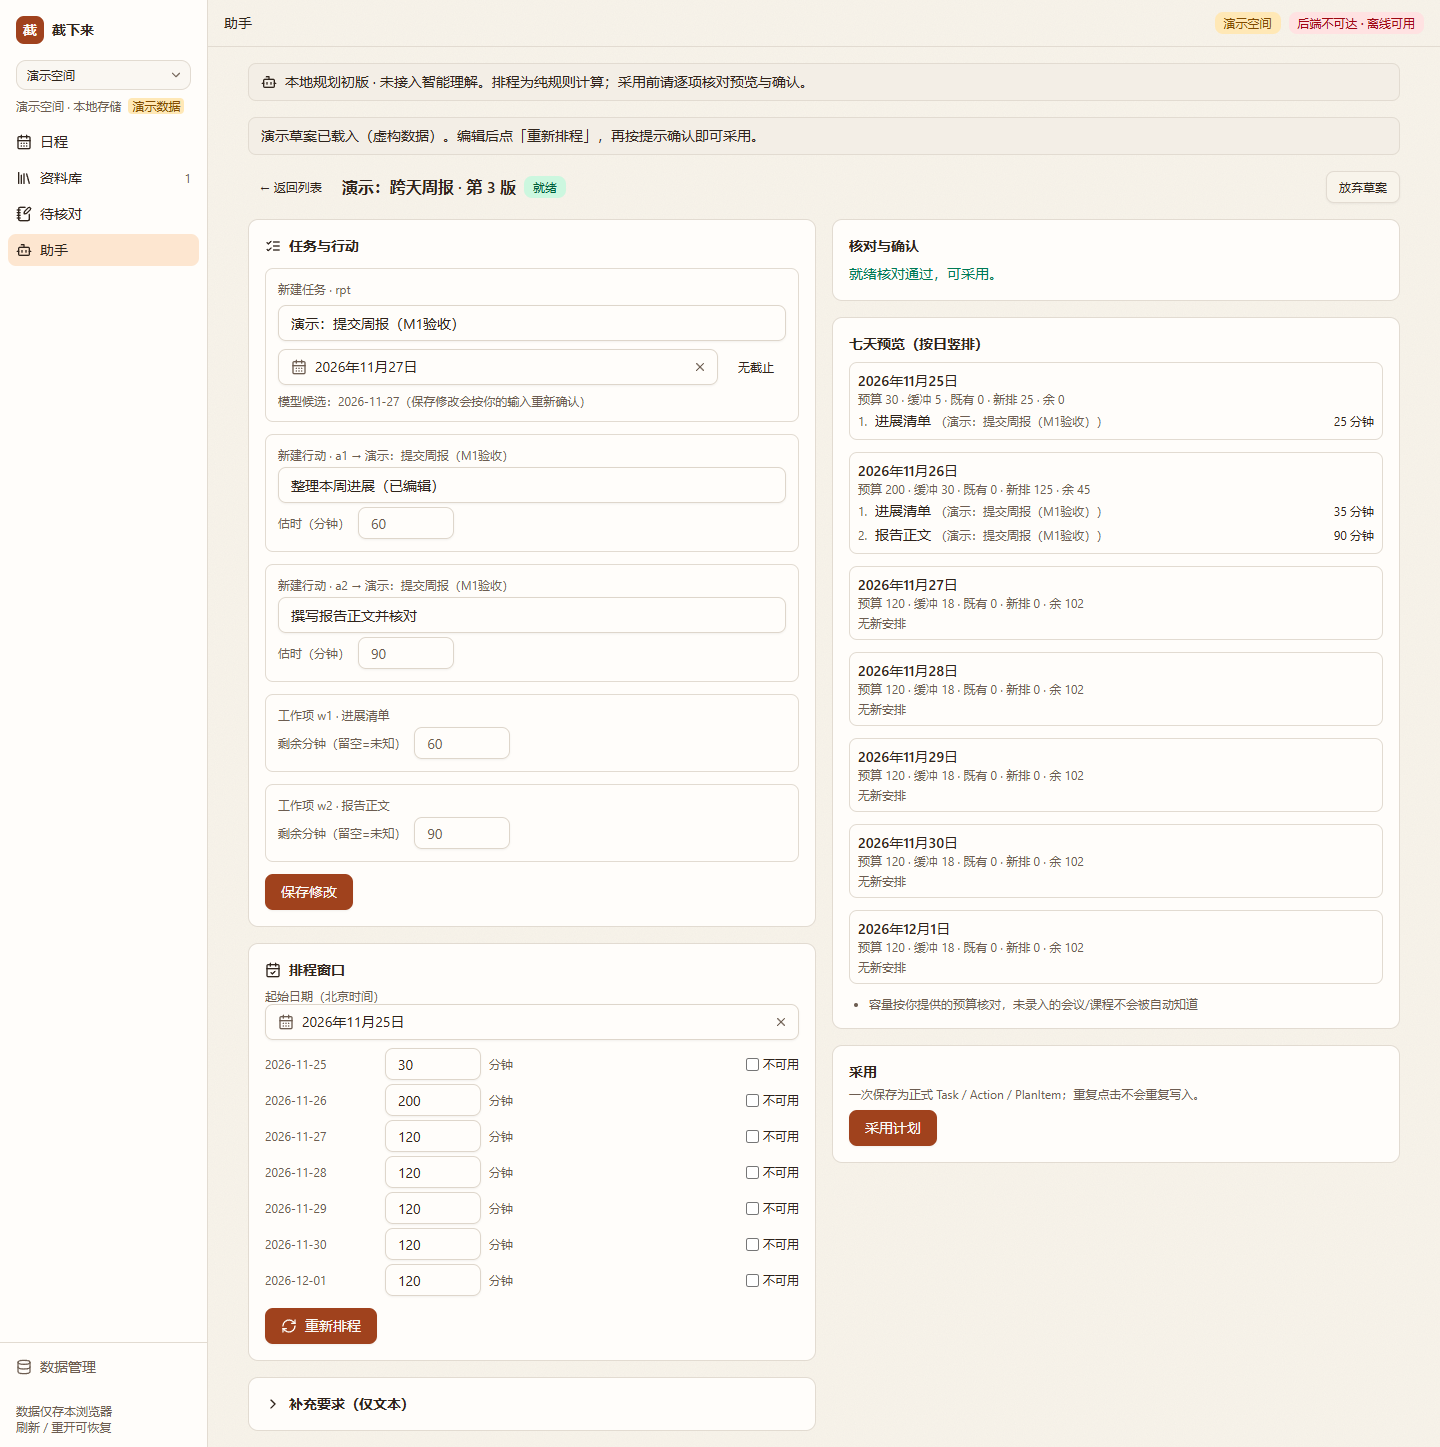 截 截下来
演示空间
演示空间 · 本地存储 演示数据
日程
资料库 1
待核对
助手
数据管理
数据仅存本浏览器
刷新 / 重开可恢复
助手
演示空间 后端不可达 · 离线可用
本地规划初版 · 未接入智能理解。排程为纯规则计算；采用前请逐项核对预览与确认。
演示草案已载入（虚构数据）。编辑后点「重新排程」，再按提示确认即可采用。
← 返回列表 演示：跨天周报 · 第 3 版 就绪 放弃草案
任务与行动
新建任务 · rpt
演示：提交周报（M1验收）
2026年11月27日 无截止
模型候选：2026-11-27（保存修改会按你的输入重新确认）
新建行动 · a1 → 演示：提交周报（M1验收）
整理本周进展（已编辑）
估时（分钟） 60
新建行动 · a2 → 演示：提交周报（M1验收）
撰写报告正文并核对
估时（分钟） 90
工作项 w1 · 进展清单
剩余分钟（留空=未知） 60
工作项 w2 · 报告正文
剩余分钟（留空=未知） 90
保存修改
排程窗口
起始日期（北京时间）
2026年11月25日
2026-11-25 30 分钟 不可用
2026-11-26 200 分钟 不可用
2026-11-27 120 分钟 不可用
2026-11-28 120 分钟 不可用
2026-11-29 120 分钟 不可用
2026-11-30 120 分钟 不可用
2026-12-01 120 分钟 不可用
重新排程
补充要求（仅文本）
核对与确认
就绪核对通过，可采用。
七天预览（按日竖排）
2026年11月25日
预算 30 · 缓冲 5 · 既有 0 · 新排 25 · 余 0
1. 进展清单 （演示：提交周报（M1验收）） 25 分钟
2026年11月26日
预算 200 · 缓冲 30 · 既有 0 · 新排 125 · 余 45
1. 进展清单 （演示：提交周报（M1验收）） 35 分钟
2. 报告正文 （演示：提交周报（M1验收）） 90 分钟
2026年11月27日
预算 120 · 缓冲 18 · 既有 0 · 新排 0 · 余 102
无新安排
2026年11月28日
预算 120 · 缓冲 18 · 既有 0 · 新排 0 · 余 102
无新安排
2026年11月29日
预算 120 · 缓冲 18 · 既有 0 · 新排 0 · 余 102
无新安排
2026年11月30日
预算 120 · 缓冲 18 · 既有 0 · 新排 0 · 余 102
无新安排
2026年12月1日
预算 120 · 缓冲 18 · 既有 0 · 新排 0 · 余 102
无新安排
• 容量按你提供的预算核对，未录入的会议/课程不会被自动知道
采用
一次保存为正式 Task / Action / PlanItem；重复点击不会重复写入。
采用计划